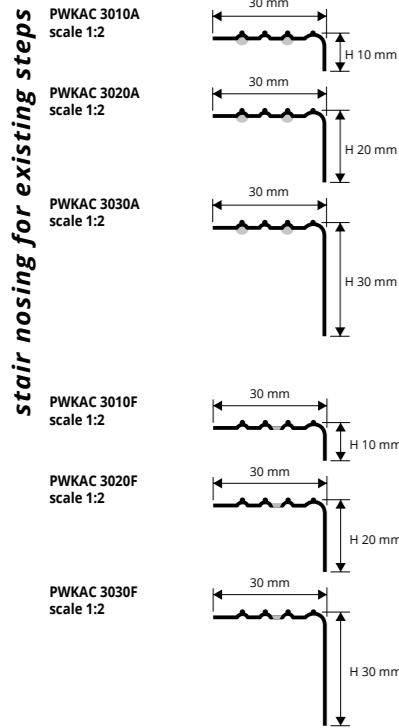 stair nosing for existing steps
PWKAC 3010A
scale 1:2
30 mm
H 10 mm
PWKAC 3020A
scale 1:2
30 mm
H 20 mm
PWKAC 3030A
scale 1:2
30 mm
H 30 mm
PWKAC 3010F
scale 1:2
30 mm
H 10 mm
PWKAC 3020F
scale 1:2
30 mm
H 20 mm
PWKAC 3030F
scale 1:2
30 mm
H 30 mm